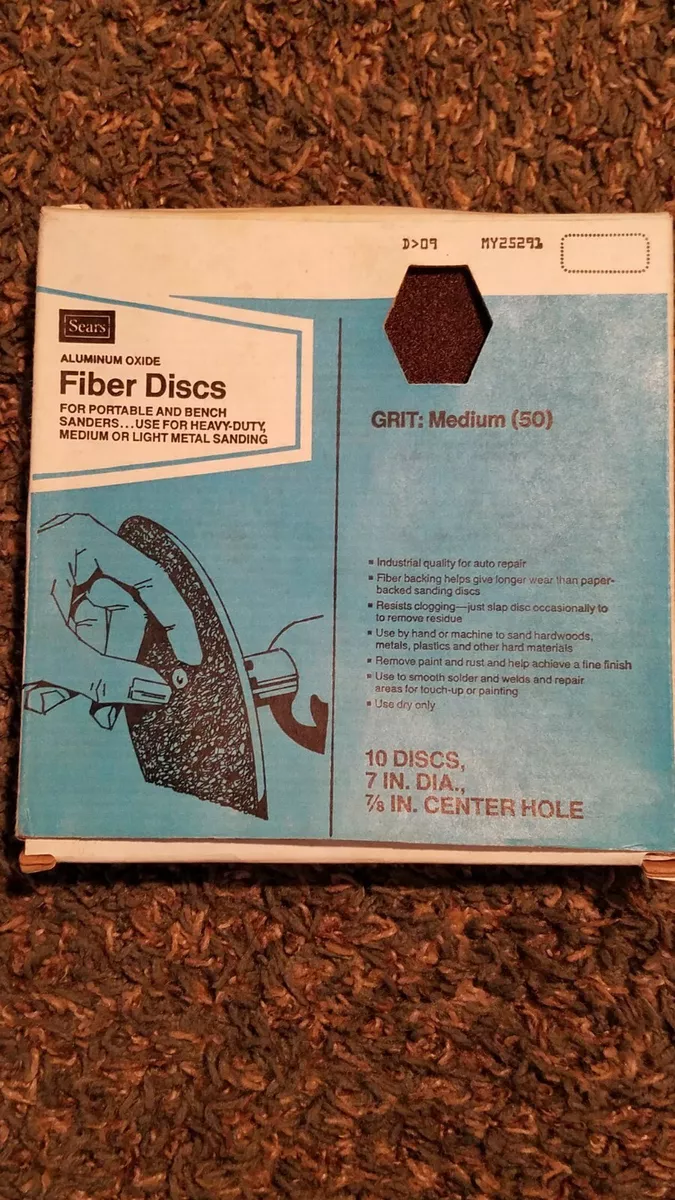 D>09 MY25291
Sears
ALUMINUM OXIDE
Fiber Discs
FOR PORTABLE AND BENCH
SANDERS...USE FOR HEAVY-DUTY,
MEDIUM OR LIGHT METAL SANDING
GRIT: Medium (50)
▪ Industrial quality for auto repair
▪ Fiber backing helps give longer wear than paper-
backed sanding discs
▪ Resists clogging—just slap disc occasionally to
to remove residue
▪ Use by hand or machine to sand hardwoods,
metals, plastics and other hard materials
▪ Remove paint and rust and help achieve a fine finish
▪ Use to smooth solder and welds and repair
areas for touch-up or painting
▪ Use dry only
10 DISCS,
7 IN. DIA.,
⅞ IN. CENTER HOLE